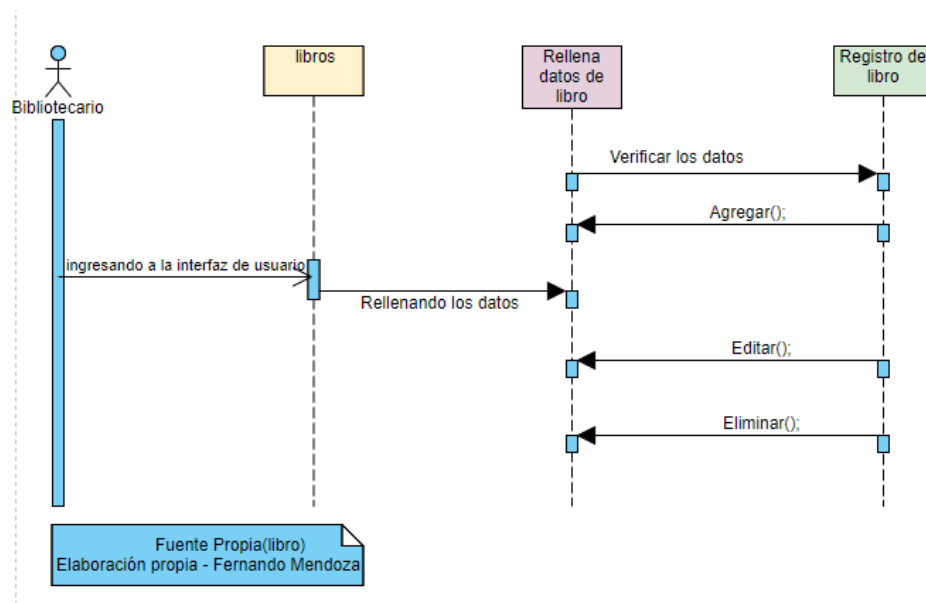 Bibliotecario
libros
Rellena
datos de
libro
Registro de
libro
Verificar los datos
Agregar();
ingresando a la interfaz de usuario
Rellenando los datos
Editar();
Eliminar();
Fuente Propia(libro)
Elaboración propia - Fernando Mendoza